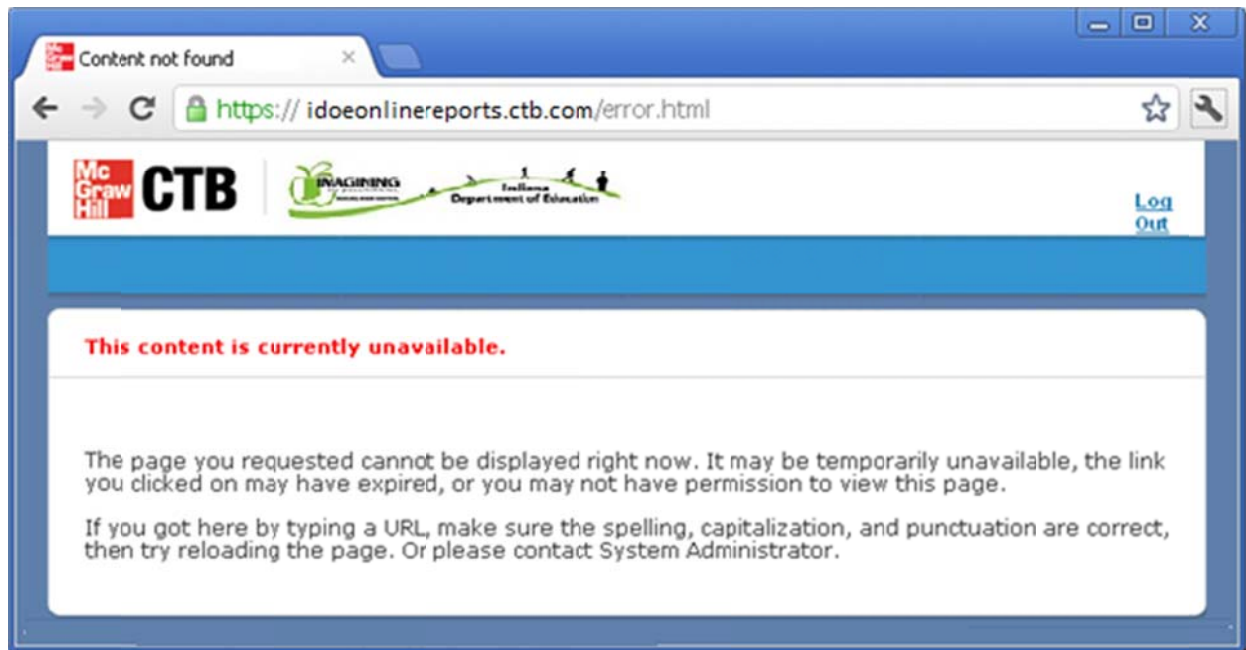 Content not found
https:// idoeonlinereports.ctb.com/error.html
Mc
Graw
Hill
CTB
IMAGINING
Indiana
Department of Education
Log
Out
This content is currently unavailable.
The page you requested cannot be displayed right now. It may be temporarily unavailable, the link
you clicked on may have expired, or you may not have permission to view this page.
If you got here by typing a URL, make sure the spelling, capitalization, and punctuation are correct,
then try reloading the page. Or please contact System Administrator.